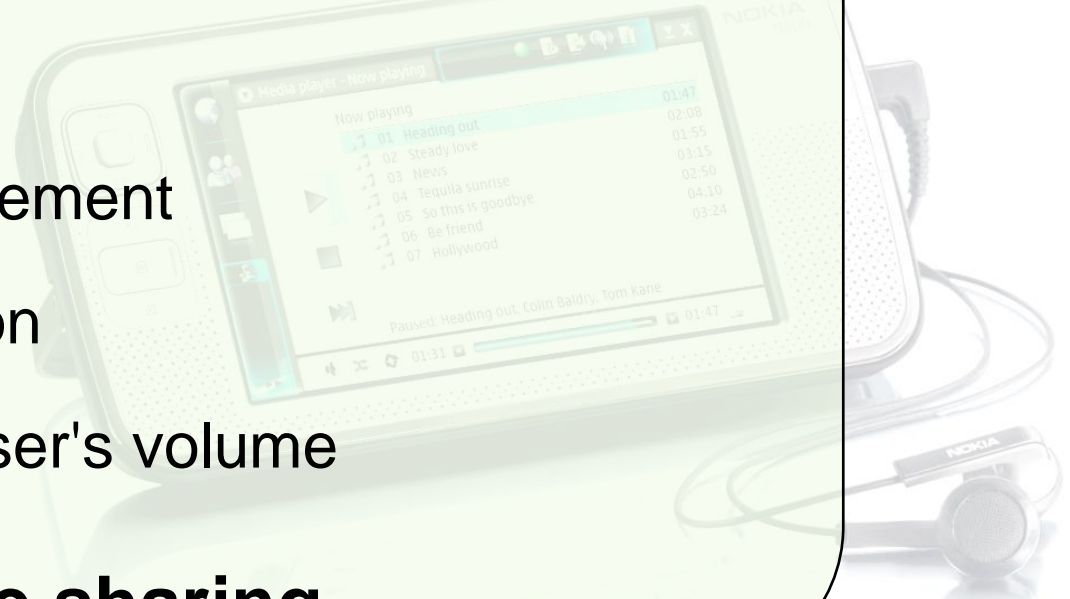 NOKIA
Media player - Now playing
Now playing
01 Heading out 01:47
02 Steady love 02:08
03 News 01:55
04 Tequila sunrise 03:15
05 So this is goodbye 02:50
06 Be friend 04:10
07 Hollywood 03:24
Paused: Heading out, Colin Baldry, Tom Kane
01:31 01:47
ement
on
ser's volume
sharing
NOKIA